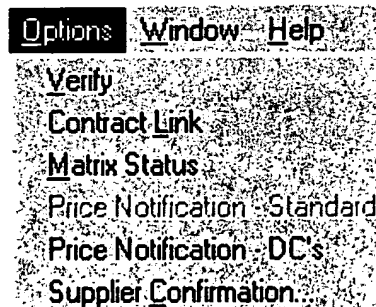 Options Window Help
Verify
Contract Link
Matrix Status
Price Notification - Standard
Price Notification - DC's
Supplier Confirmation...